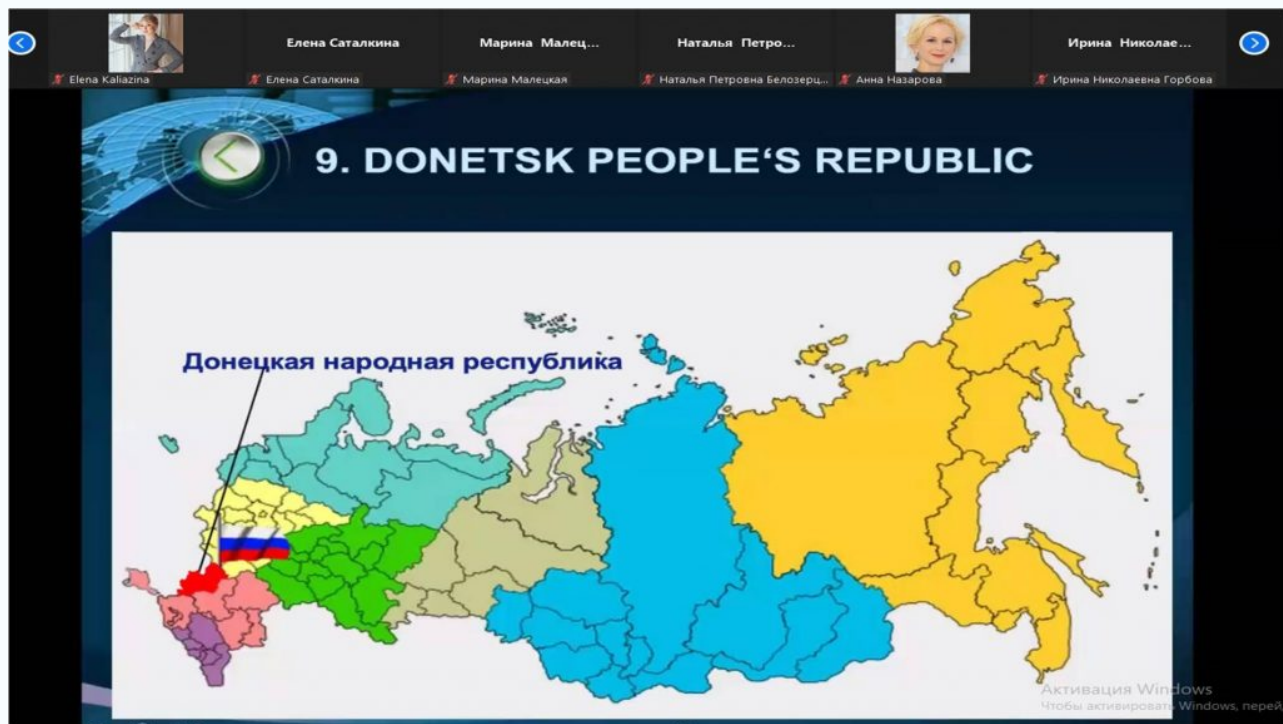 Елена Саталкина
Марина Малец...
Наталья Петро...
Ирина Николае...
Elena Kaliazina
Елена Саталкина
Марина Малецкая
Наталья Петровна Белозерц...
Анна Назарова
Ирина Николаевна Горбова
9. DONETSK PEOPLE‘S REPUBLIC
Донецкая народная республика
Активация Windows
Чтобы активировать Windows, перей